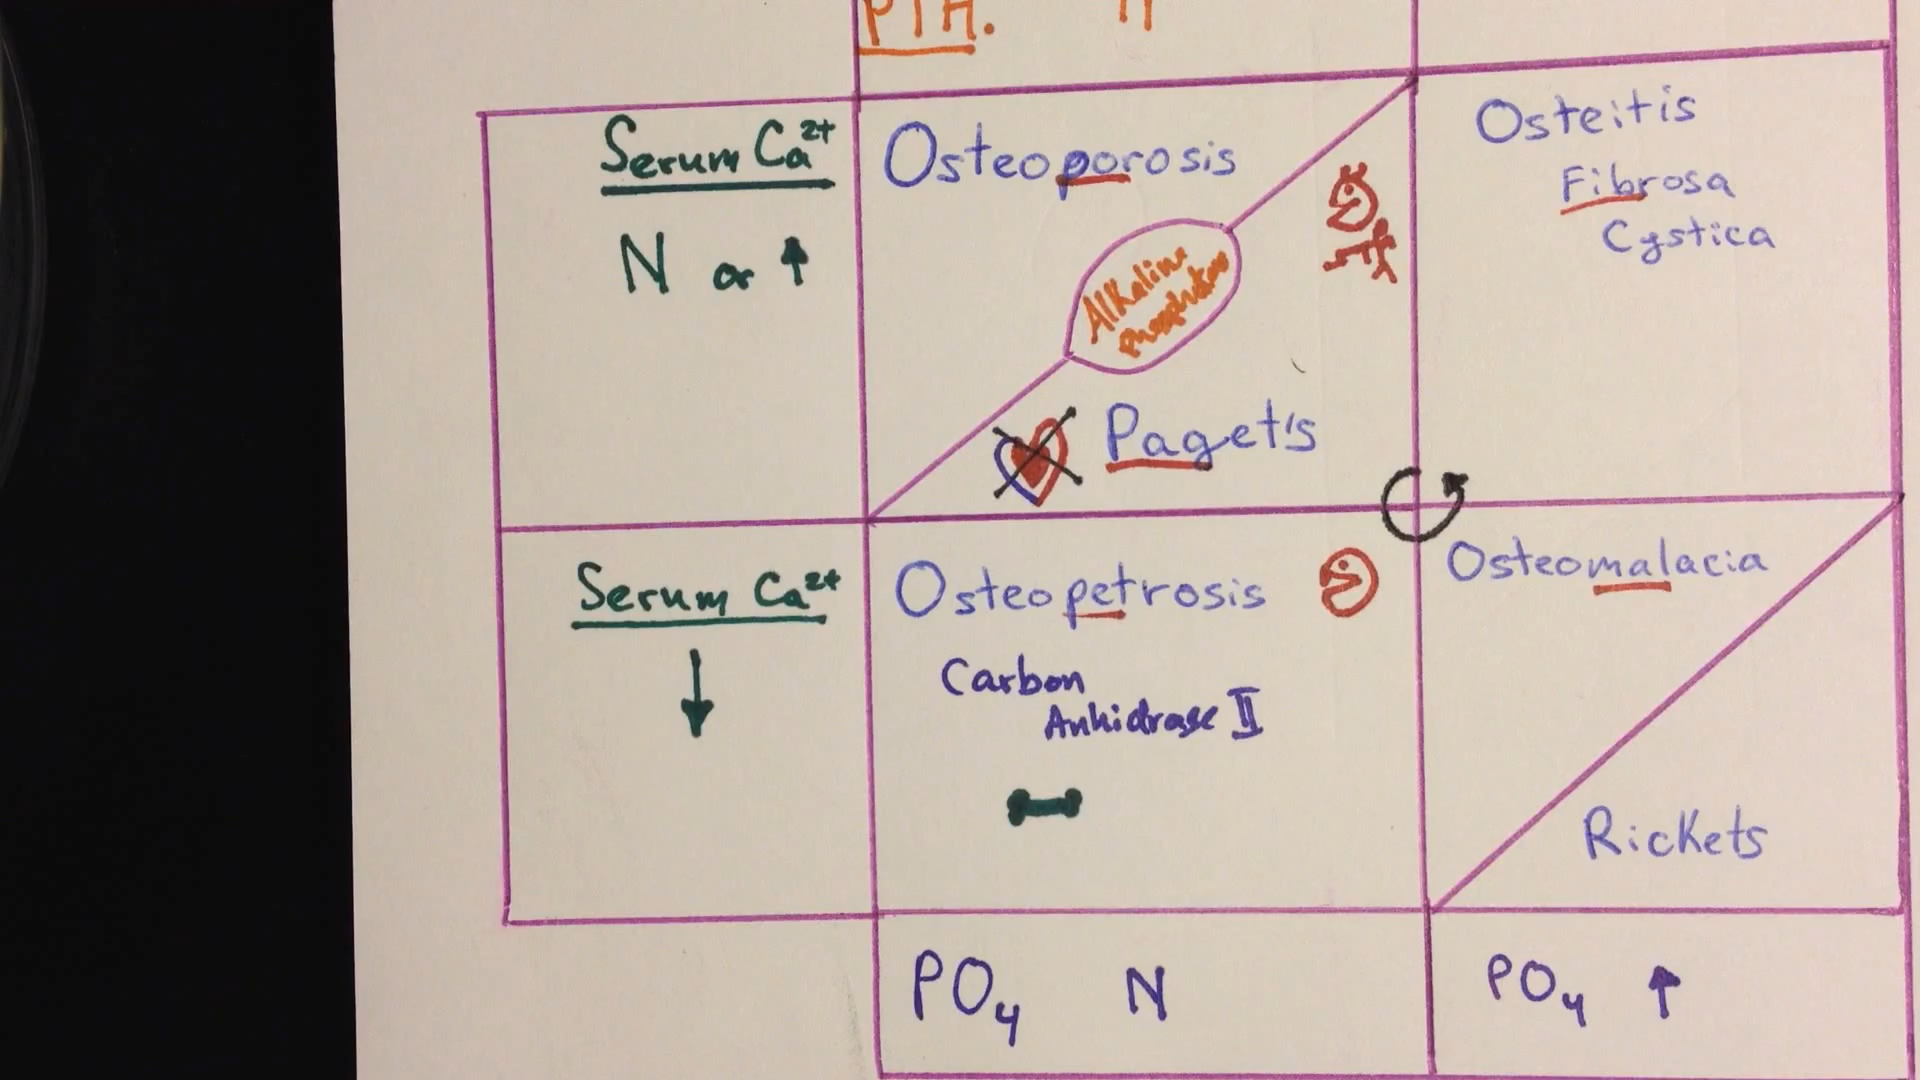 PTH. N
Serum Ca2+
N or ↑
Osteoporosis
Alkaline
Phosphatase
Paget's
Osteitis
Fibrosa
Cystica
Serum Ca2+
↓
Osteopetrosis
Carbon
Anhidrase II
Osteomalacia
Rickets
PO4 N
PO4 ↑